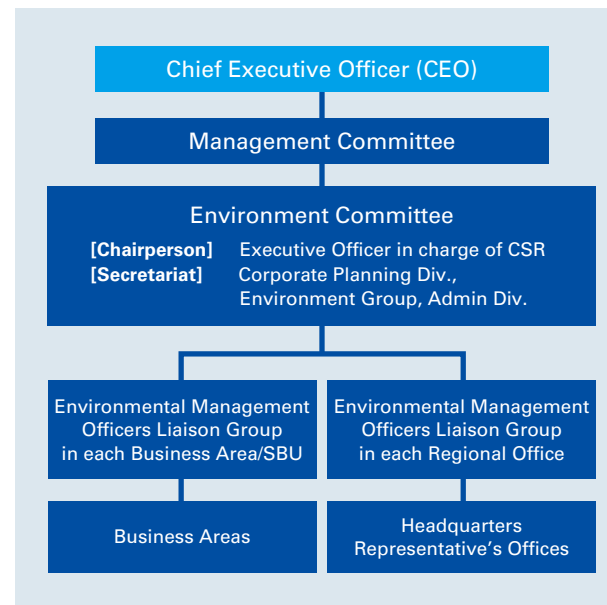 Chief Executive Officer (CEO)
Management Committee
Environment Committee
[Chairperson] Executive Officer in charge of CSR
[Secretariat] Corporate Planning Div.,
Environment Group, Admin Div.
Environmental Management
Officers Liaison Group
in each Business Area/SBU
Environmental Management
Officers Liaison Group
in each Regional Office
Business Areas
Headquarters
Representative's Offices